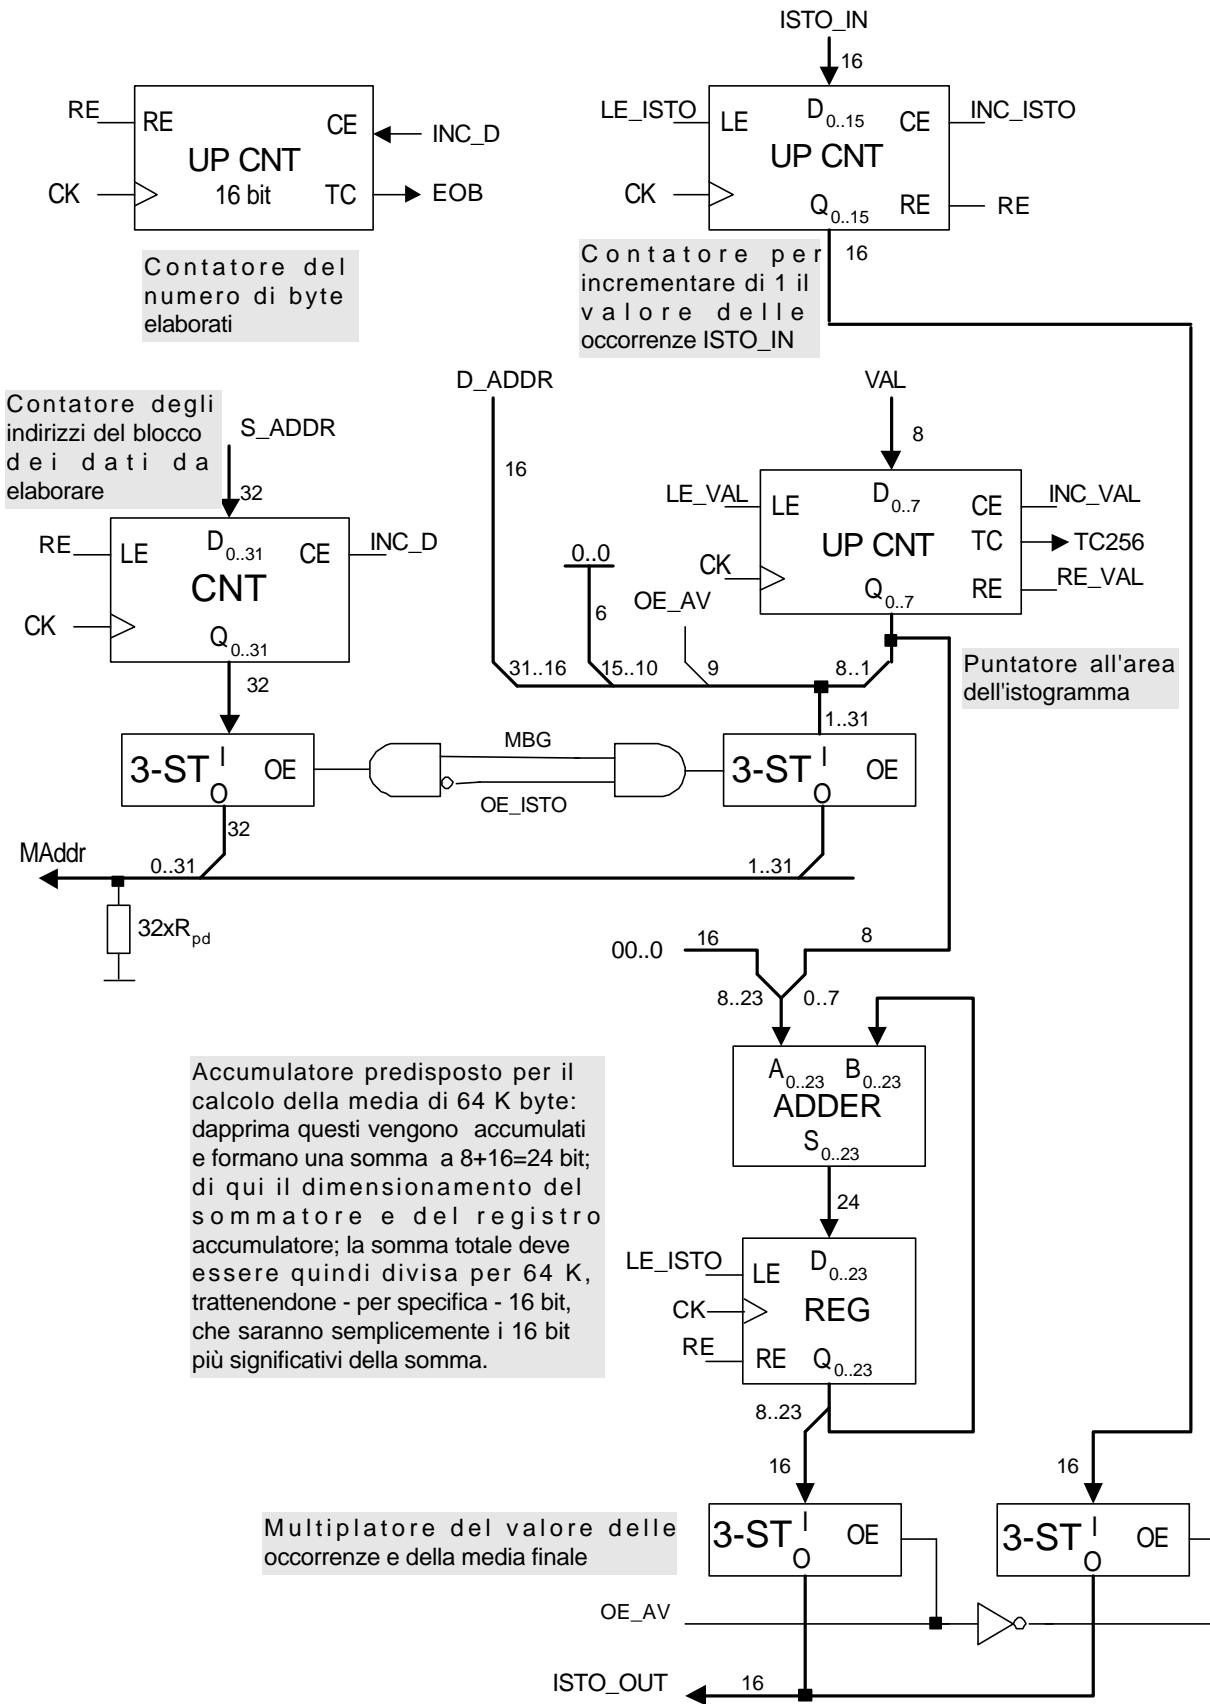 ISTO_IN
16
RE
RE
CE
INC_D
UP CNT
16 bit
CK
TC
EOB
LE_ISTO
LE
D0..15
CE
INC_ISTO
UP CNT
CK
Q0..15
RE
RE
16
Contatore del
numero di byte
elaborati
Contatore per
incrementare di 1 il
valore delle
occorrenze ISTO_IN
Contatore degli
indirizzi del blocco
dei dati da
elaborare
S_ADDR
32
D_ADDR
16
VAL
8
RE
LE
D0..31
CE
INC_D
CNT
CK
Q0..31
32
0..0
6
OE_AV
LE_VAL
LE
D0..7
CE
INC_VAL
UP CNT
TC
TC256
CK
Q0..7
RE
RE_VAL
31..16
15..10
9
8..1
Puntatore all'area
dell'istogramma
1..31
3-ST
I
O
OE
MBG
OE_ISTO
3-ST
I
O
OE
32
MAddr
0..31
1..31
32xRpd
00..0
16
8
8..23
0..7
A0..23
B0..23
ADDER
S0..23
24
Accumulatore predisposto per il
calcolo della media di 64 K byte:
dapprima questi vengono accumulati
e formano una somma a 8+16=24 bit;
di qui il dimensionamento del
sommatore e del registro
accumulatore; la somma totale deve
essere quindi divisa per 64 K,
trattenendone - per specifica - 16 bit,
che saranno semplicemente i 16 bit
più significativi della somma.
LE_ISTO
LE
D0..23
CK
REG
RE
RE
Q0..23
8..23
16
16
Multiplatore del valore delle
occorrenze e della media finale
3-ST
I
O
OE
3-ST
I
O
OE
OE_AV
ISTO_OUT
16